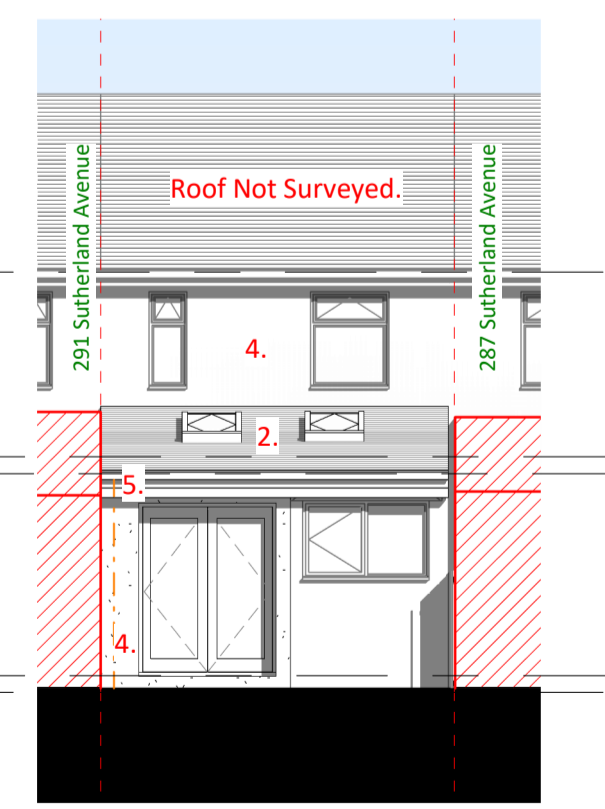 Roof Not Surveyed.
291 Sutherland Avenue
287 Sutherland Avenue
4.
2.
5.
4.